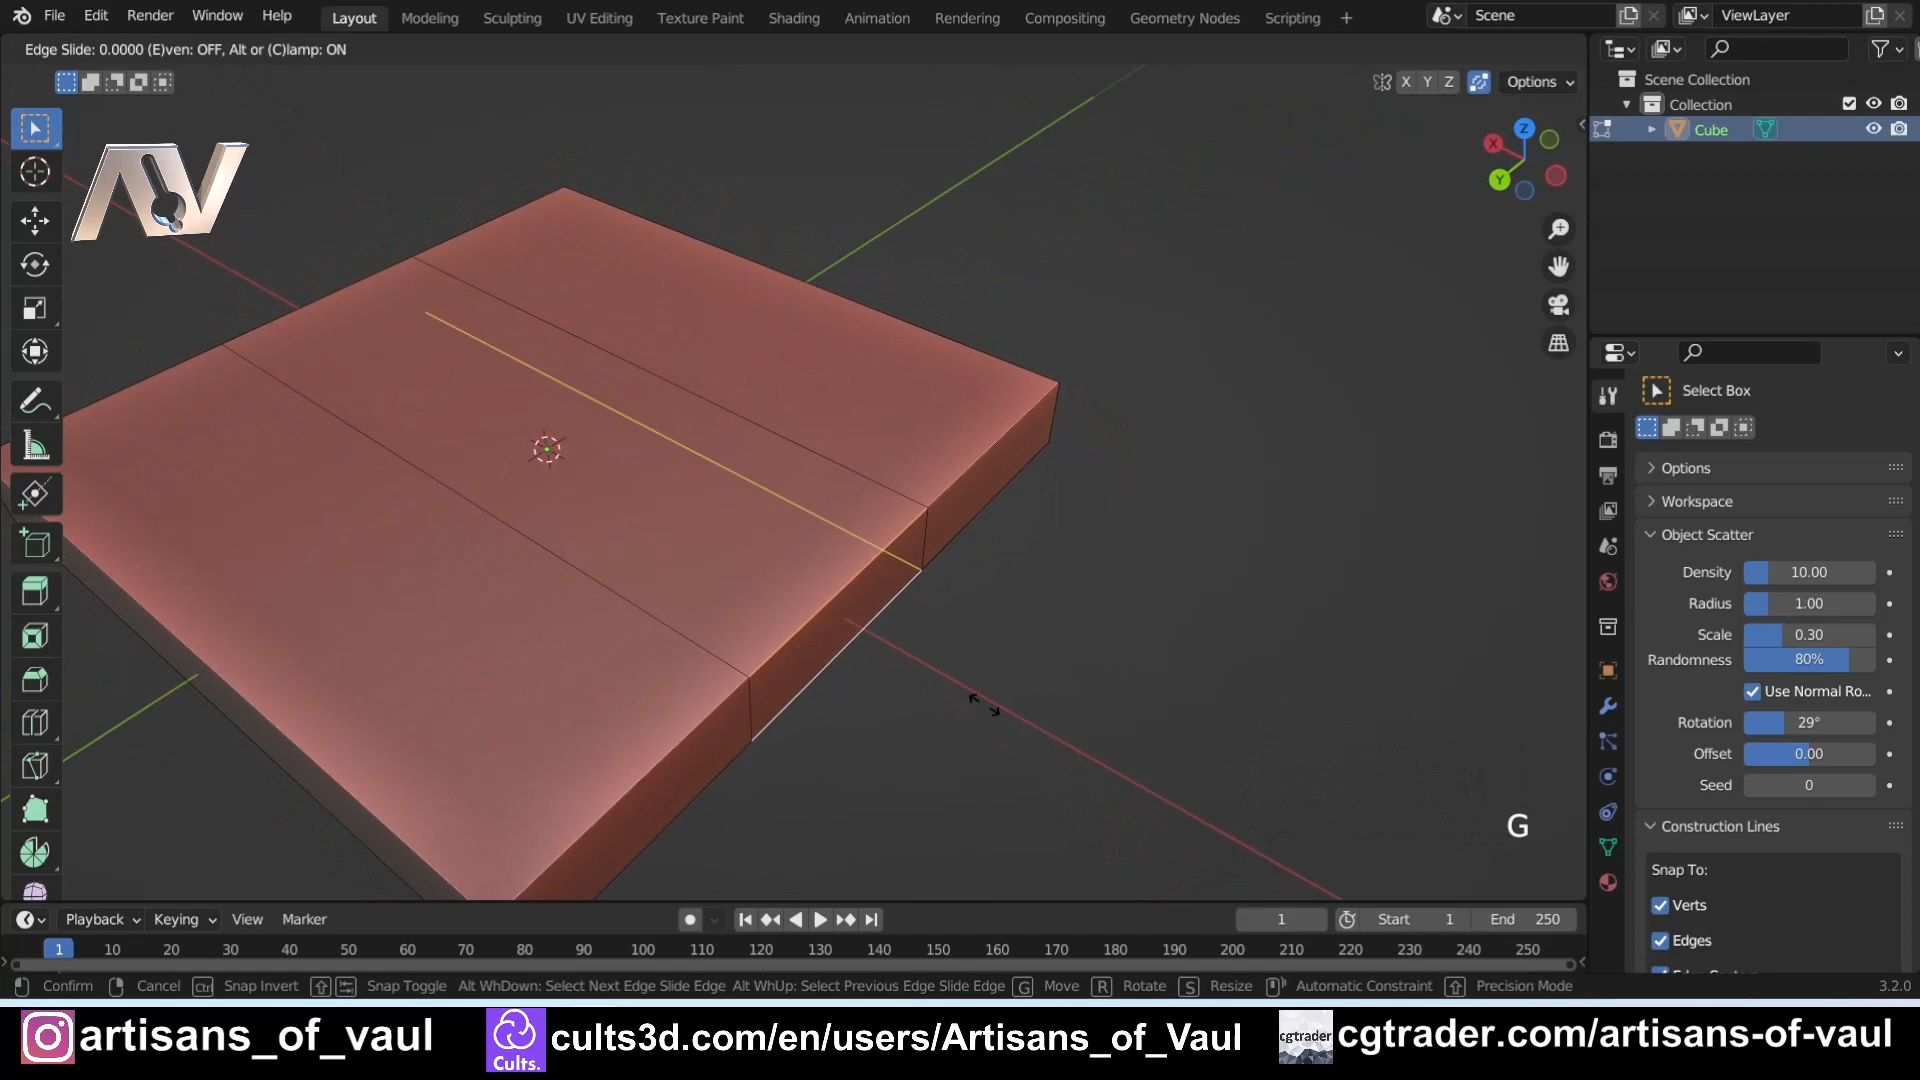 File Edit Render Window Help Layout Modeling Sculpting UV Editing Texture Paint Shading Animation Rendering Compositing Geometry Nodes Scripting + Scene ViewLayer
Edge Slide: 0.0000 (E)ven: OFF, Alt or (C)lamp: ON
X Y Z Options
Scene Collection
Collection
Cube
Z
X
Y
AV
Select Box
Options
Workspace
Object Scatter
Density 10.00
Radius 1.00
Scale 0.30
Randomness 80%
Use Normal Ro...
Rotation 29°
Offset 0.00
Seed 0
Construction Lines
Snap To:
Verts
Edges
G
Playback Keying View Marker 1 Start 1 End 250
1 10 20 30 40 50 60 70 80 90 100 110 120 130 140 150 160 170 180 190 200 210 220 230 240 250
Confirm Cancel Ctrl Snap Invert Snap Toggle Alt WhDown: Select Next Edge Slide Edge Alt WhUp: Select Previous Edge Slide Edge G Move R Rotate S Resize Automatic Constraint Precision Mode 3.2.0
artisans_of_vaul Cults. cults3d.com/en/users/Artisans_of_Vaul cgtrader cgtrader.com/artisans-of-vaul